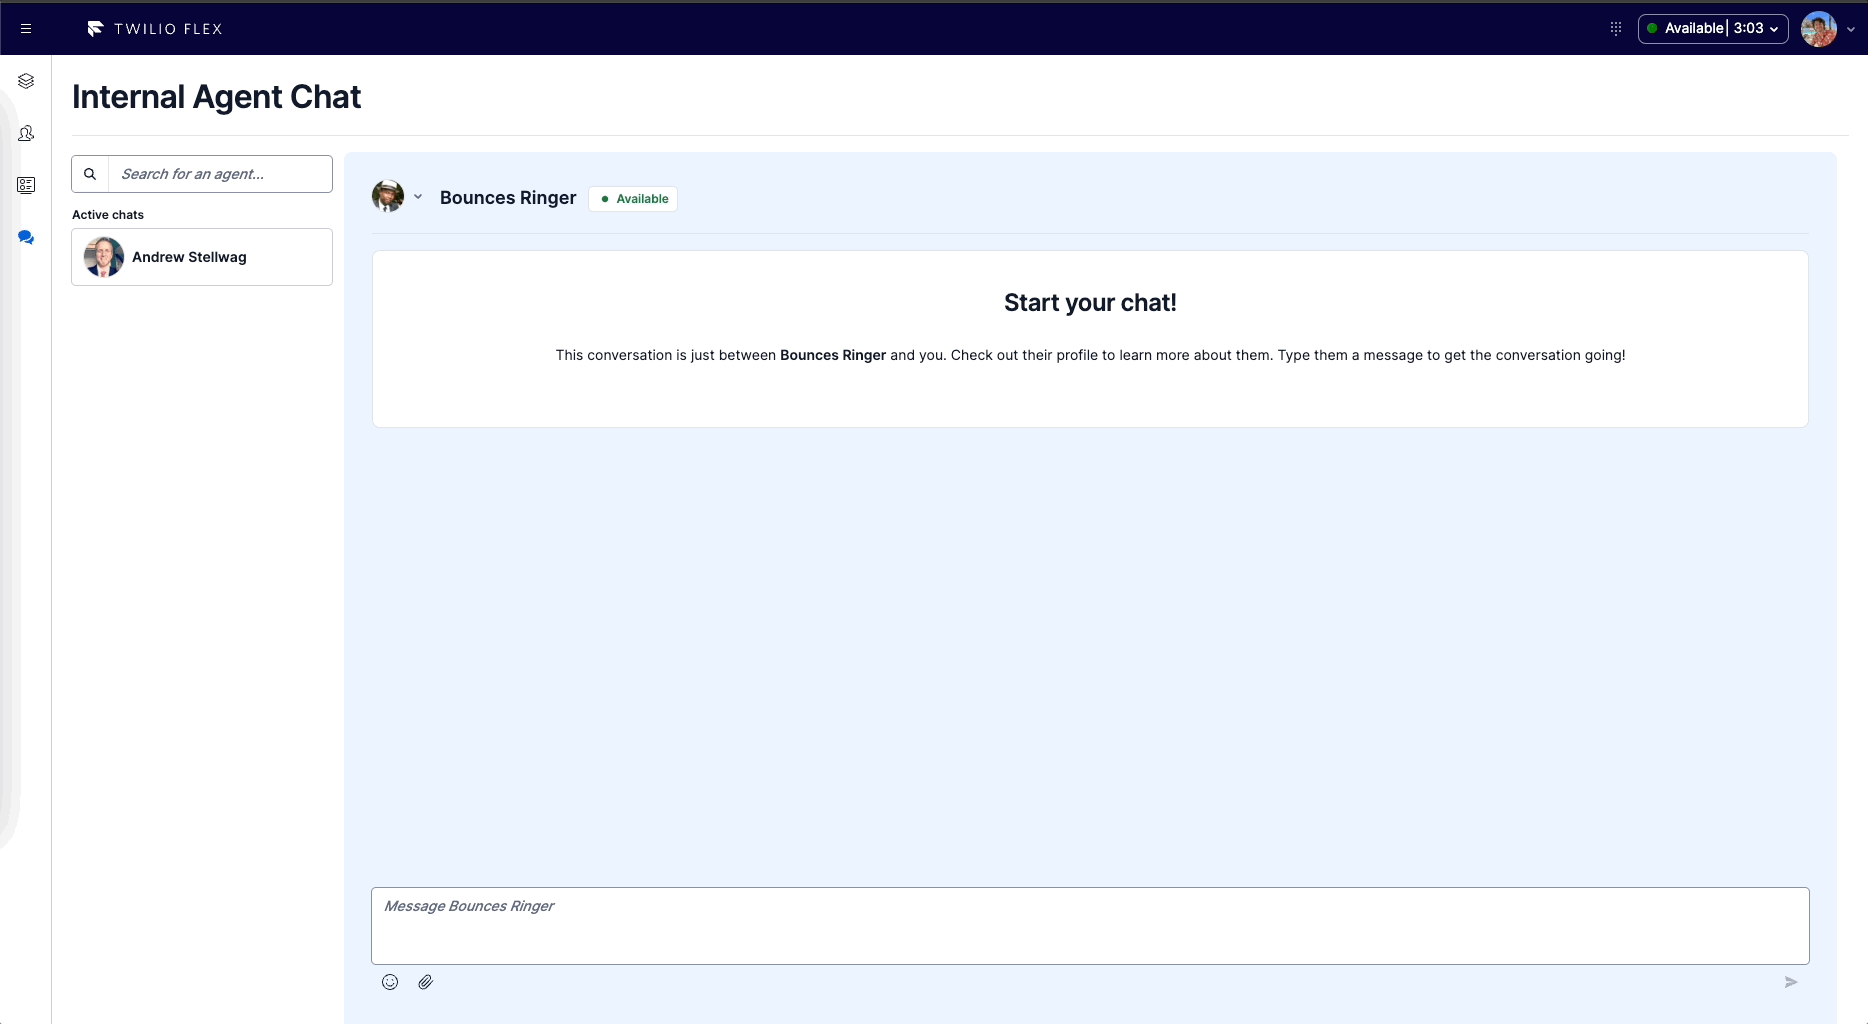 TWILIO FLEX
Available| 3:03
Internal Agent Chat
Search for an agent...
Active chats
Andrew Stellwag
Bounces Ringer
Available
Start your chat!
This conversation is just between Bounces Ringer and you. Check out their profile to learn more about them. Type them a message to get the conversation going!
Message Bounces Ringer